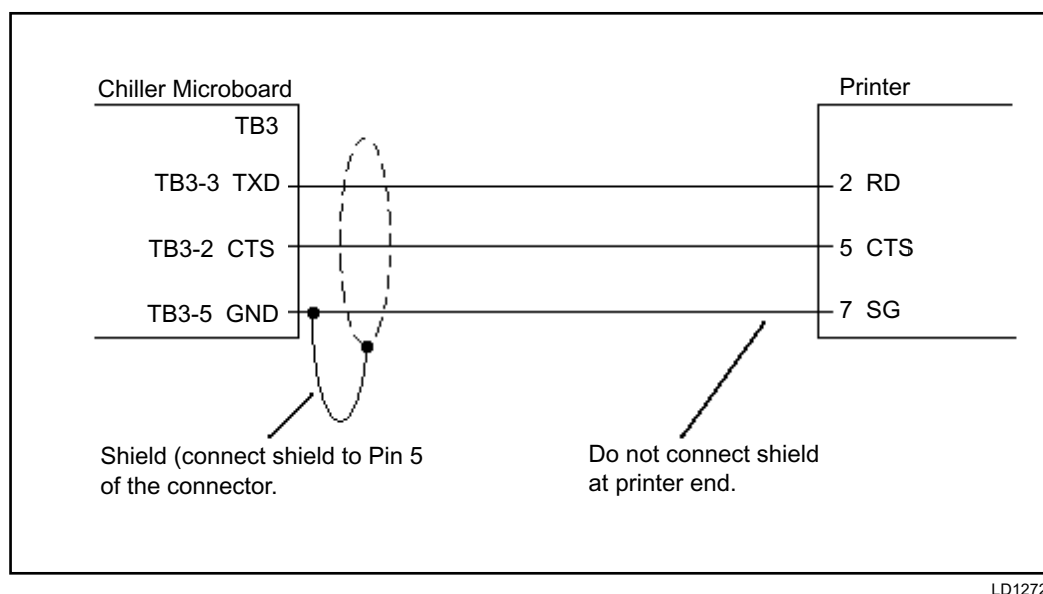 Chiller Microboard
Printer
TB3
TB3-3 TXD
2 RD
TB3-2 CTS
5 CTS
TB3-5 GND
7 SG
Shield (connect shield to Pin 5
of the connector.
Do not connect shield
at printer end.
LD1272